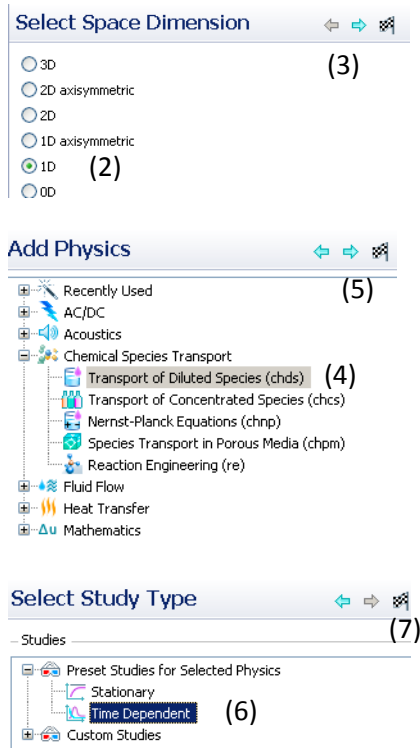 Select Space Dimension
(3)
3D
2D axisymmetric
2D
1D axisymmetric
1D (2)
0D
Add Physics
(5)
Recently Used
AC/DC
Acoustics
Chemical Species Transport
Transport of Diluted Species (chds) (4)
Transport of Concentrated Species (chcs)
Nernst-Planck Equations (chnp)
Species Transport in Porous Media (chpm)
Reaction Engineering (re)
Fluid Flow
Heat Transfer
Δu Mathematics
Select Study Type
(7)
Studies
Preset Studies for Selected Physics
Stationary
Time Dependent (6)
Custom Studies